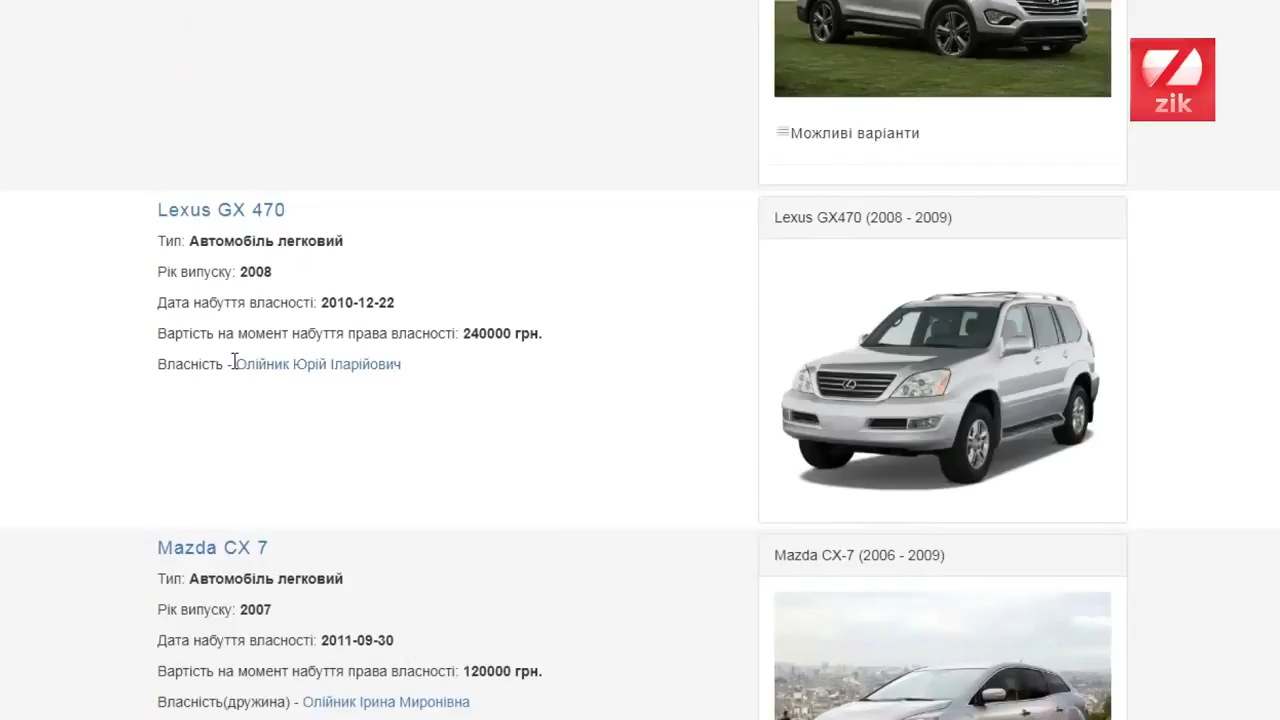 zik
Можливі варіанти
Lexus GX 470
Тип: Автомобіль легковий
Рік випуску: 2008
Дата набуття власності: 2010-12-22
Вартість на момент набуття права власності: 240000 грн.
Власність - Олійник Юрій Іларійович
Lexus GX470 (2008 - 2009)
Mazda CX 7
Тип: Автомобіль легковий
Рік випуску: 2007
Дата набуття власності: 2011-09-30
Вартість на момент набуття права власності: 120000 грн.
Власність(дружина) - Олійник Ірина Миронівна
Mazda CX-7 (2006 - 2009)